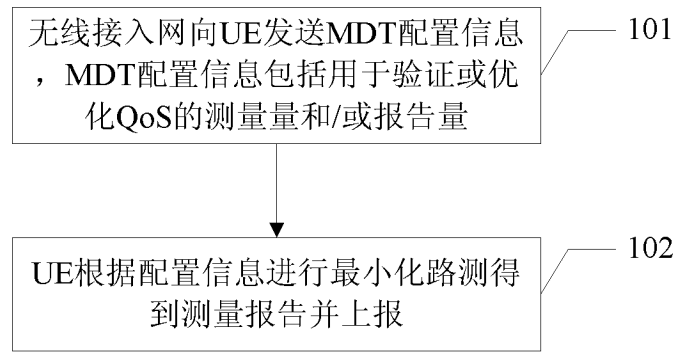 无线接入网向UE发送MDT配置信息
，MDT配置信息包括用于验证或优
化QoS的测量量和/或报告量
101
UE根据配置信息进行最小化路测得
到测量报告并上报
102